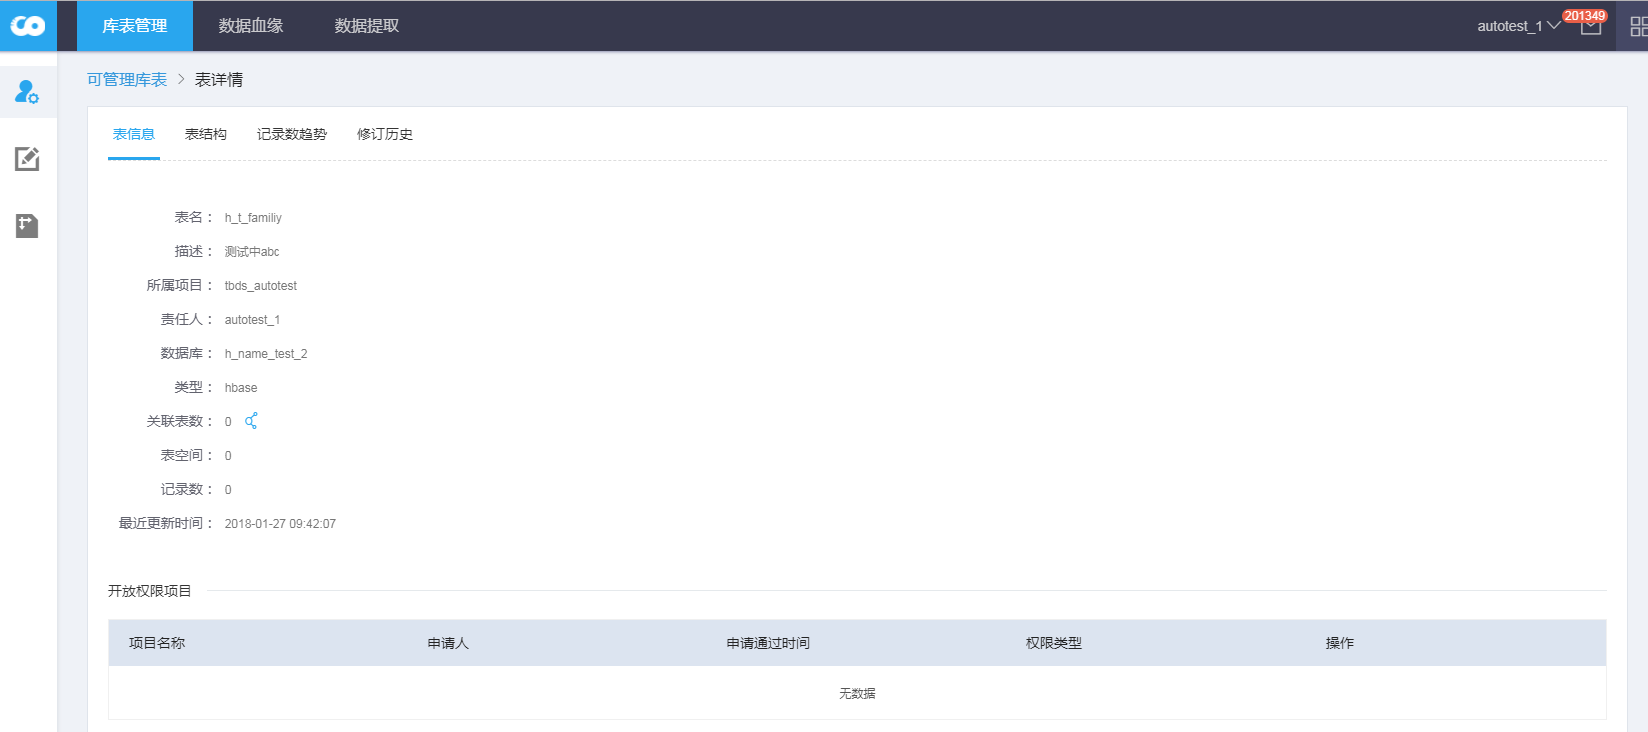 库表管理 数据血缘 数据提取 autotest_1 201349
可管理库表 > 表详情
表信息 表结构 记录数趋势 修订历史
表名： h_t_familiy
描述： 测试中abc
所属项目： tbds_autotest
责任人： autotest_1
数据库： h_name_test_2
类型： hbase
关联表数： 0
表空间： 0
记录数： 0
最近更新时间： 2018-01-27 09:42:07
开放权限项目
项目名称 申请人 申请通过时间 权限类型 操作
无数据